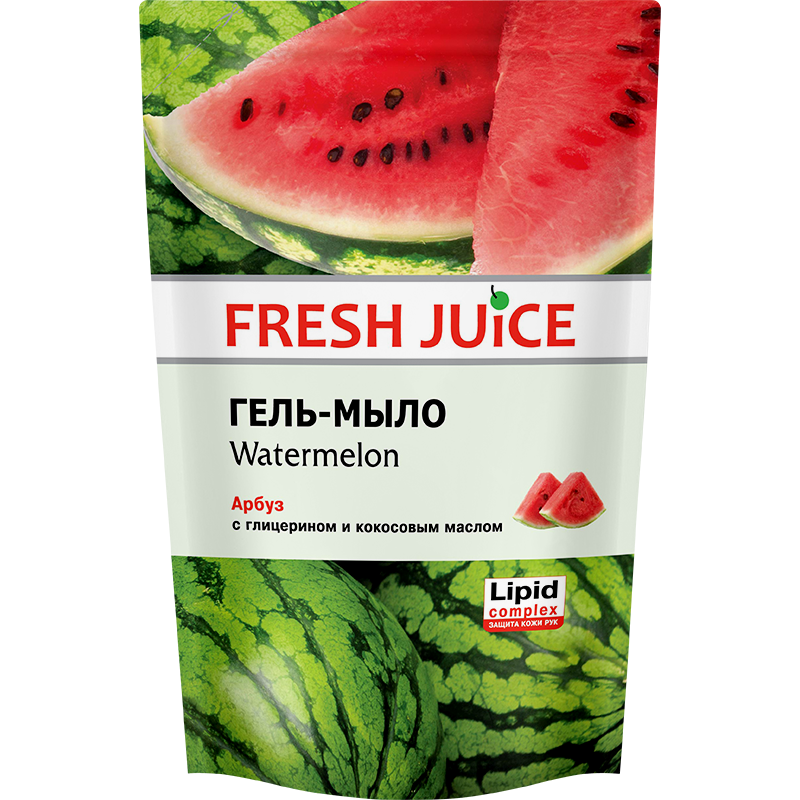 FRESH JUICE
ГЕЛЬ-МЫЛО
Watermelon
Арбуз
с глицерином и кокосовым маслом
Lipid
complex
ЗАЩИТА КОЖИ РУК